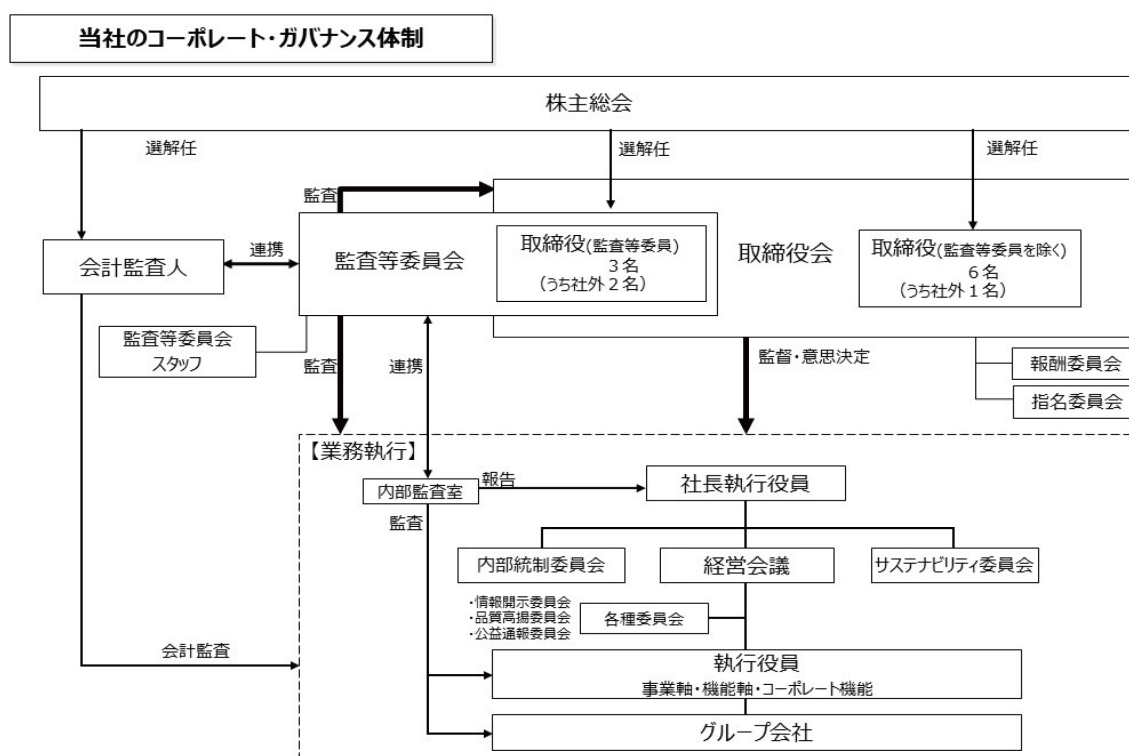 当社のコーポレート・ガバナンス体制
株主総会
選解任
選解任
選解任
監査
会計監査人
連携
監査等委員会
取締役(監査等委員)
３名
（うち社外２名）
取締役会
取締役(監査等委員を除く)
６名
（うち社外１名）
監査等委員会
スタッフ
監査
連携
監督・意思決定
報酬委員会
指名委員会
【業務執行】
内部監査室
報告
社長執行役員
監査
内部統制委員会
経営会議
サステナビリティ委員会
・情報開示委員会
・品質高揚委員会
・公益通報委員会
各種委員会
会計監査
執行役員
事業軸・機能軸・コーポレート機能
グループ会社